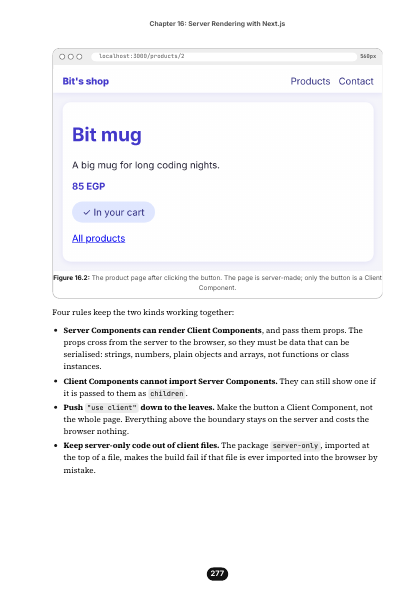 Chapter 16: Server Rendering with Next.js
localhost:3000/products/2
560px
Bit's shop
Products Contact
Bit mug
A big mug for long coding nights.
85 EGP
✓ In your cart
All products
Figure 16.2: The product page after clicking the button. The page is server-made; only the button is a Client
Component.
Four rules keep the two kinds working together:
• Server Components can render Client Components, and pass them props. The
props cross from the server to the browser, so they must be data that can be
serialised: strings, numbers, plain objects and arrays, not functions or class
instances.
• Client Components cannot import Server Components. They can still show one if
it is passed to them as children.
• Push "use client" down to the leaves. Make the button a Client Component, not
the whole page. Everything above the boundary stays on the server and costs the
browser nothing.
• Keep server-only code out of client files. The package server-only, imported at
the top of a file, makes the build fail if that file is ever imported into the browser by
mistake.
277